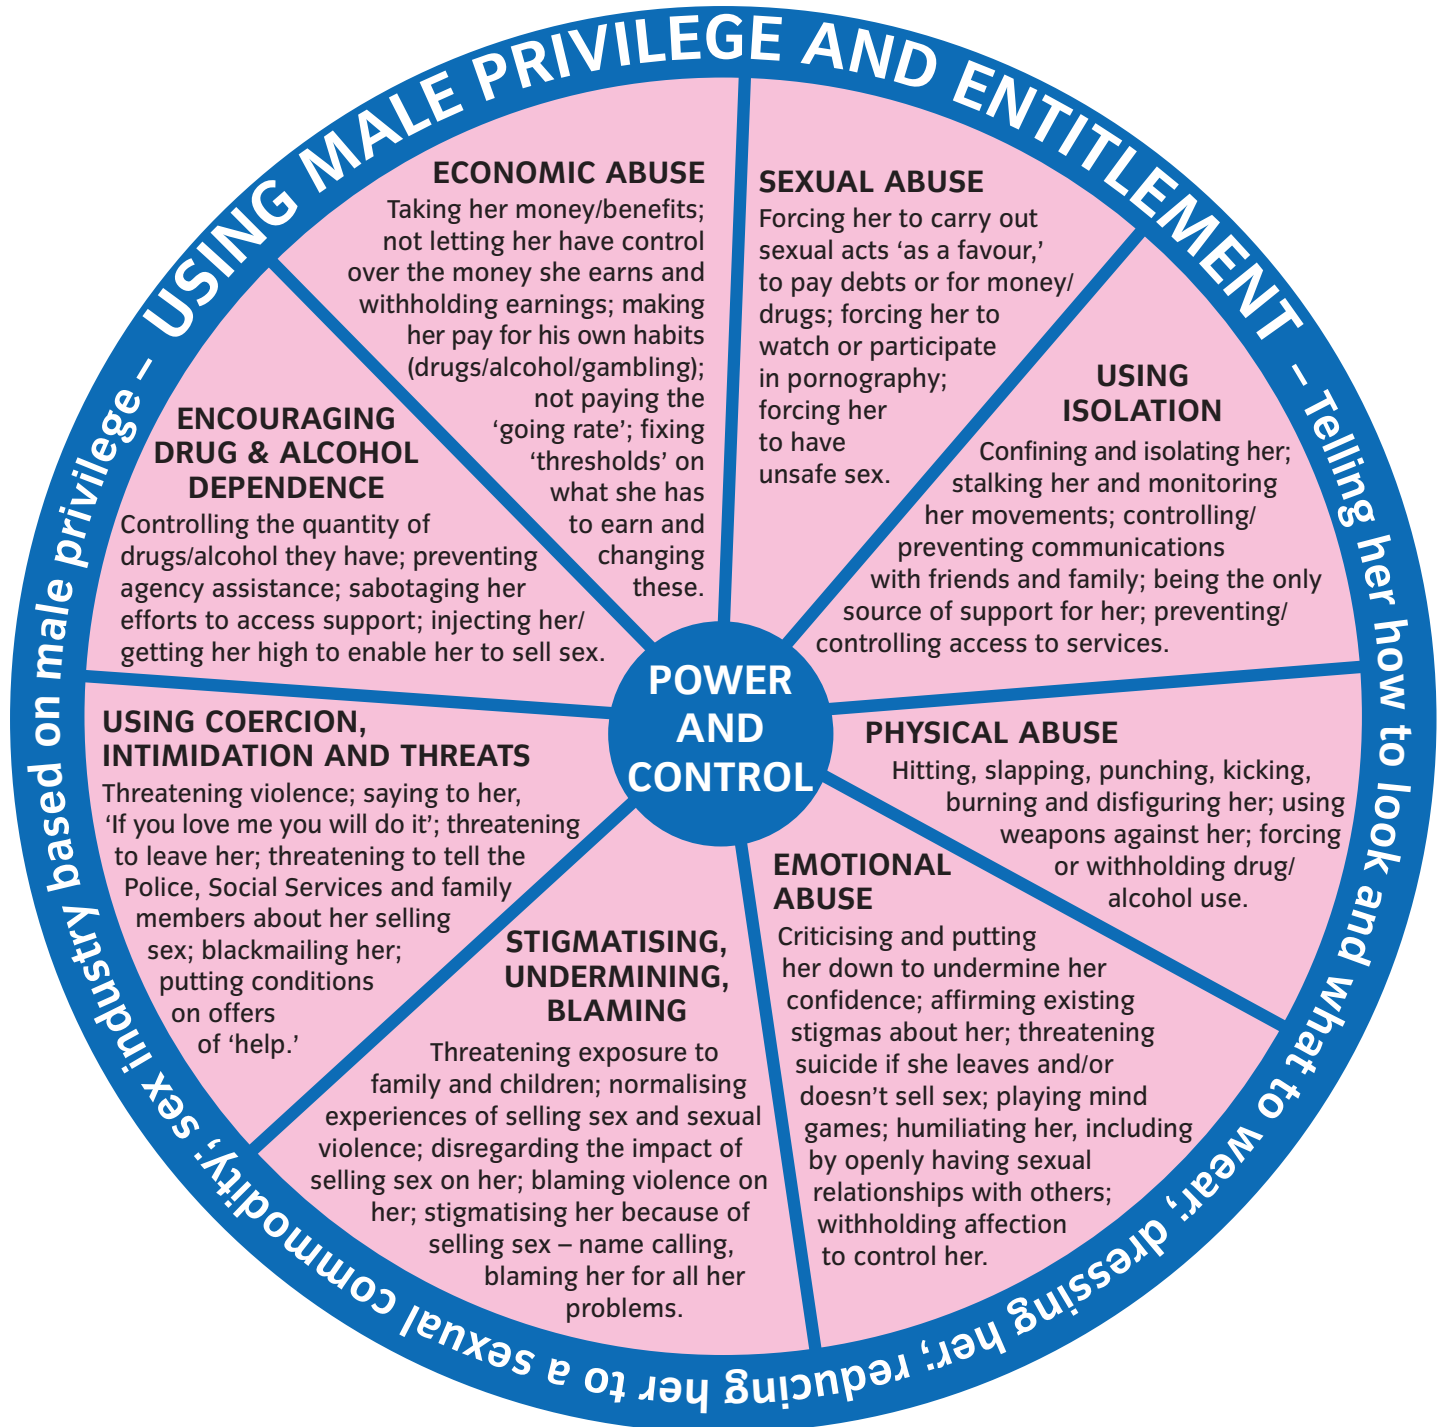 USING MALE PRIVILEGE AND ENTITLEMENT
– Telling her how to look and what to wear; dressing her; reducing her to a sexual commodity; sex industry based on male privilege –
ECONOMIC ABUSE
Taking her money/benefits;
not letting her have control
over the money she earns and
withholding earnings; making
her pay for his own habits
(drugs/alcohol/gambling);
not paying the
‘going rate’; fixing
‘thresholds’ on
what she has
to earn and
changing
these.
SEXUAL ABUSE
Forcing her to carry out
sexual acts ‘as a favour,’
to pay debts or for money/
drugs; forcing her to
watch or participate
in pornography;
forcing her
to have
unsafe sex.
USING
ISOLATION
Confining and isolating her;
stalking her and monitoring
her movements; controlling/
preventing communications
with friends and family; being the only
source of support for her; preventing/
controlling access to services.
PHYSICAL ABUSE
Hitting, slapping, punching, kicking,
burning and disfiguring her; using
weapons against her; forcing
or withholding drug/
alcohol use.
EMOTIONAL
ABUSE
Criticising and putting
her down to undermine her
confidence; affirming existing
stigmas about her; threatening
suicide if she leaves and/or
doesn’t sell sex; playing mind
games; humiliating her, including
by openly having sexual
relationships with others;
withholding affection
to control her.
STIGMATISING,
UNDERMINING,
BLAMING
Threatening exposure to
family and children; normalising
experiences of selling sex and sexual
violence; disregarding the impact of
selling sex on her; blaming violence on
her; stigmatising her because of
selling sex – name calling,
blaming her for all her
problems.
USING COERCION,
INTIMIDATION AND THREATS
Threatening violence; saying to her,
‘If you love me you will do it’; threatening
to leave her; threatening to tell the
Police, Social Services and family
members about her selling
sex; blackmailing her;
putting conditions
on offers
of ‘help.’
ENCOURAGING
DRUG & ALCOHOL
DEPENDENCE
Controlling the quantity of
drugs/alcohol they have; preventing
agency assistance; sabotaging her
efforts to access support; injecting her/
getting her high to enable her to sell sex.
POWER
AND
CONTROL